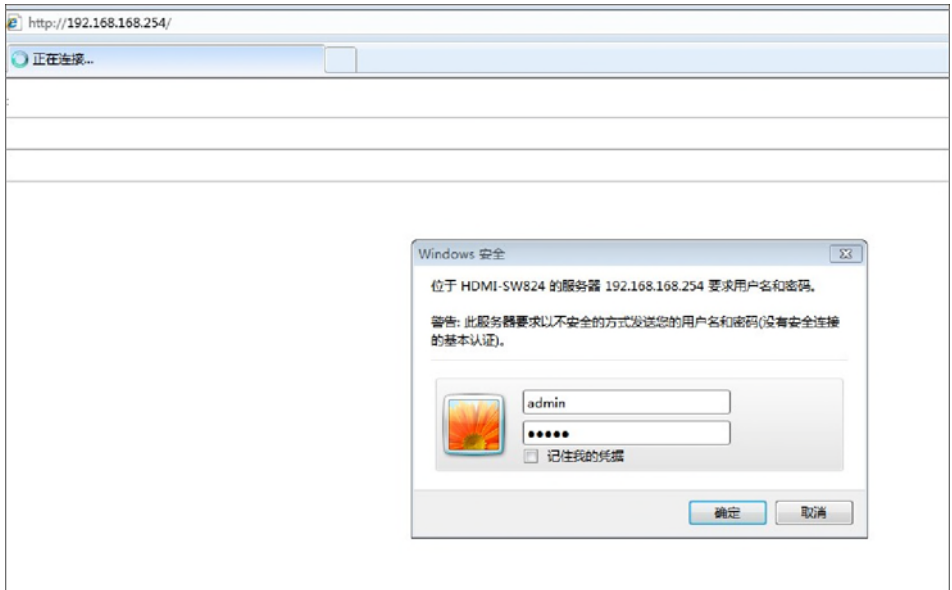 http://192.168.168.254/
正在连接...
:
Windows 安全
位于 HDMI-SW824 的服务器 192.168.168.254 要求用户名和密码。
警告: 此服务器要求以不安全的方式发送您的用户名和密码(没有安全连接
的基本认证)。
admin
●●●●●
记住我的凭据
确定
取消